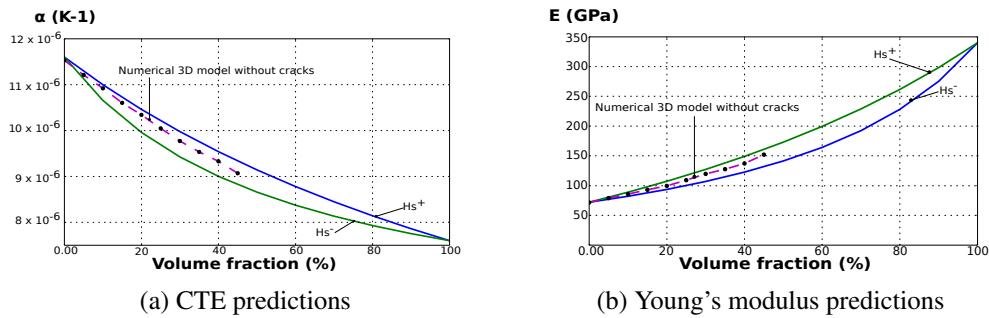 α (K-1)
12 x 10-6
11 x 10-6
10 x 10-6
9 x 10-6
8 x 10-6
Numerical 3D model without cracks
Hs+
Hs-
0.00 20 40 60 80 100
Volume fraction (%)
(a) CTE predictions
E (GPa)
350
300
250
200
150
100
50
Hs+
Hs-
Numerical 3D model without cracks
0.00 20 40 60 80 100
Volume fraction (%)
(b) Young's modulus predictions